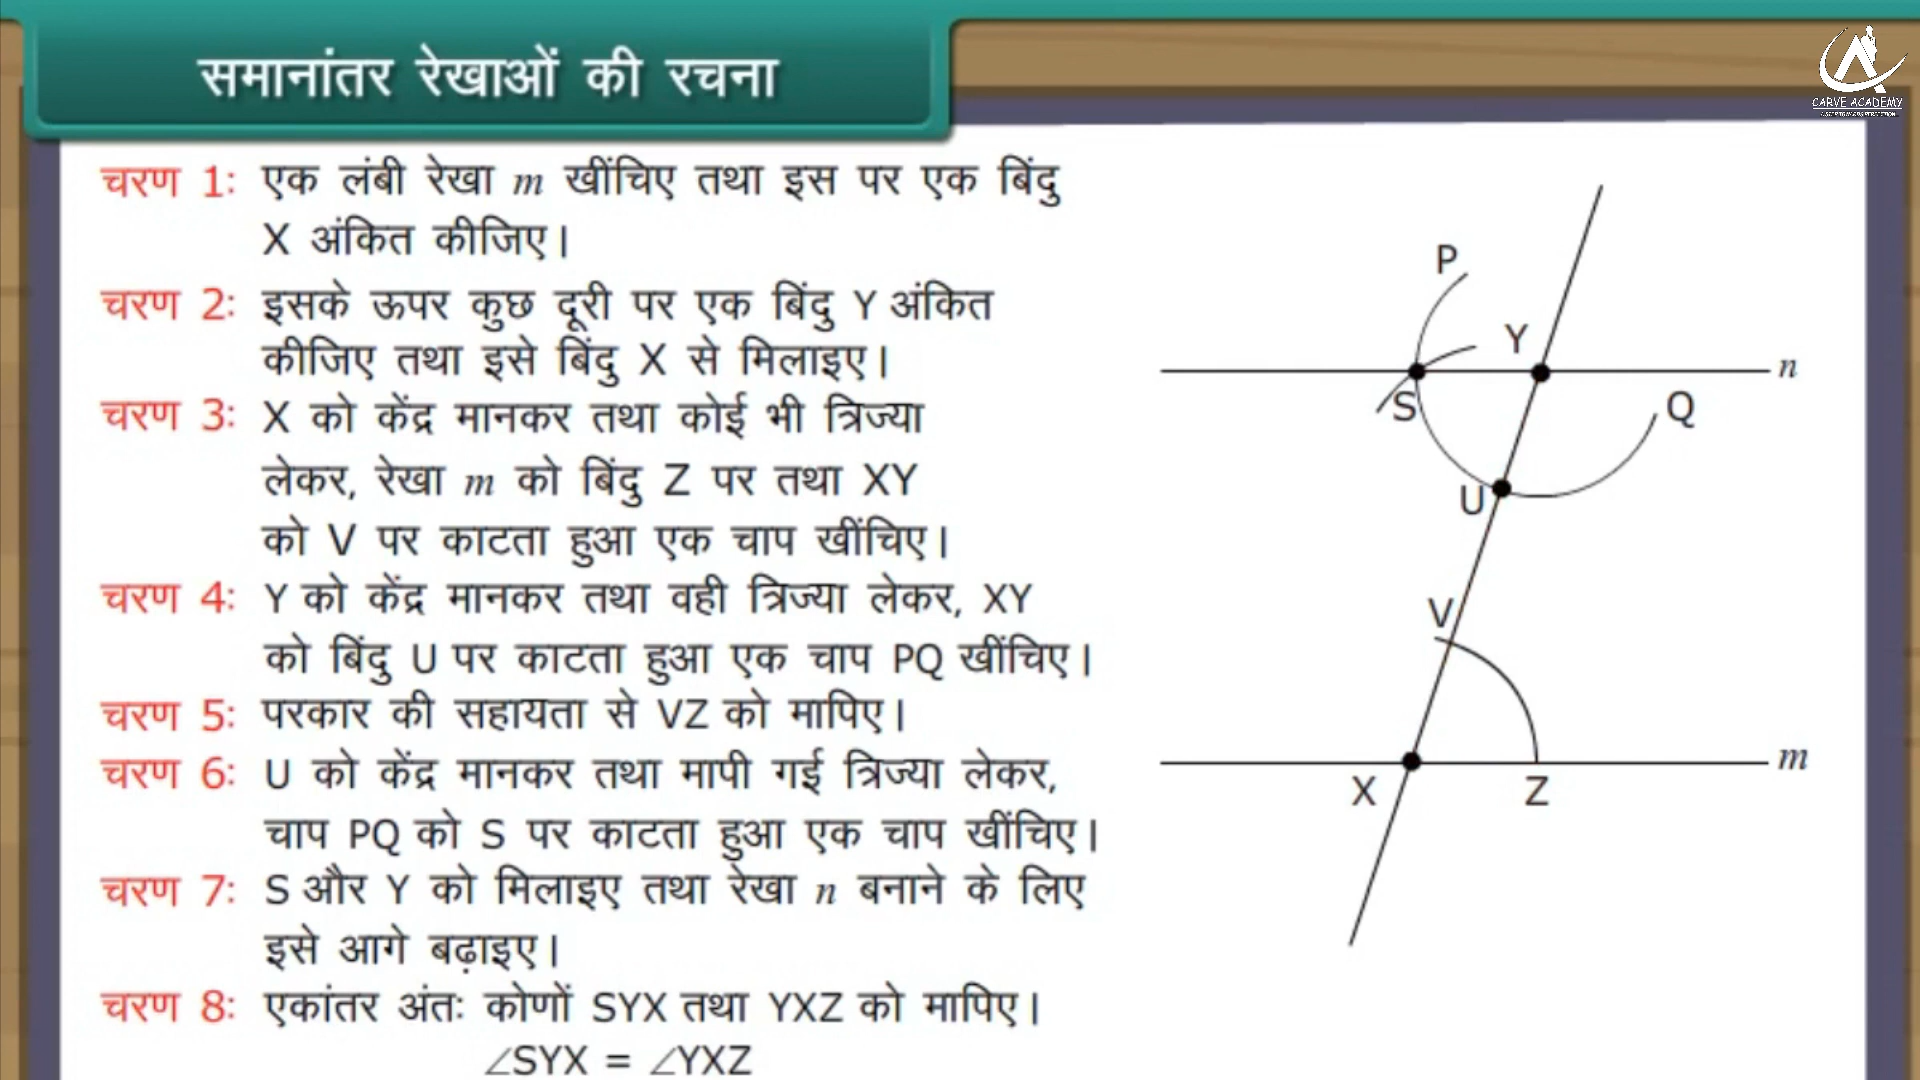 समानांतर रेखाओं की रचना
CARVE ACADEMY
चरण 1: एक लंबी रेखा m खींचिए तथा इस पर एक बिंदु
X अंकित कीजिए।
चरण 2: इसके ऊपर कुछ दूरी पर एक बिंदु Y अंकित
कीजिए तथा इसे बिंदु X से मिलाइए।
चरण 3: X को केंद्र मानकर तथा कोई भी त्रिज्या
लेकर, रेखा m को बिंदु Z पर तथा XY
को V पर काटता हुआ एक चाप खींचिए।
चरण 4: Y को केंद्र मानकर तथा वही त्रिज्या लेकर, XY
को बिंदु U पर काटता हुआ एक चाप PQ खींचिए।
चरण 5: परकार की सहायता से VZ को मापिए।
चरण 6: U को केंद्र मानकर तथा मापी गई त्रिज्या लेकर,
चाप PQ को S पर काटता हुआ एक चाप खींचिए।
चरण 7: S और Y को मिलाइए तथा रेखा n बनाने के लिए
इसे आगे बढ़ाइए।
चरण 8: एकांतर अंतः कोणों SYX तथा YXZ को मापिए।
∠SYX = ∠YXZ
P
Y
n
S
Q
U
V
m
X
Z